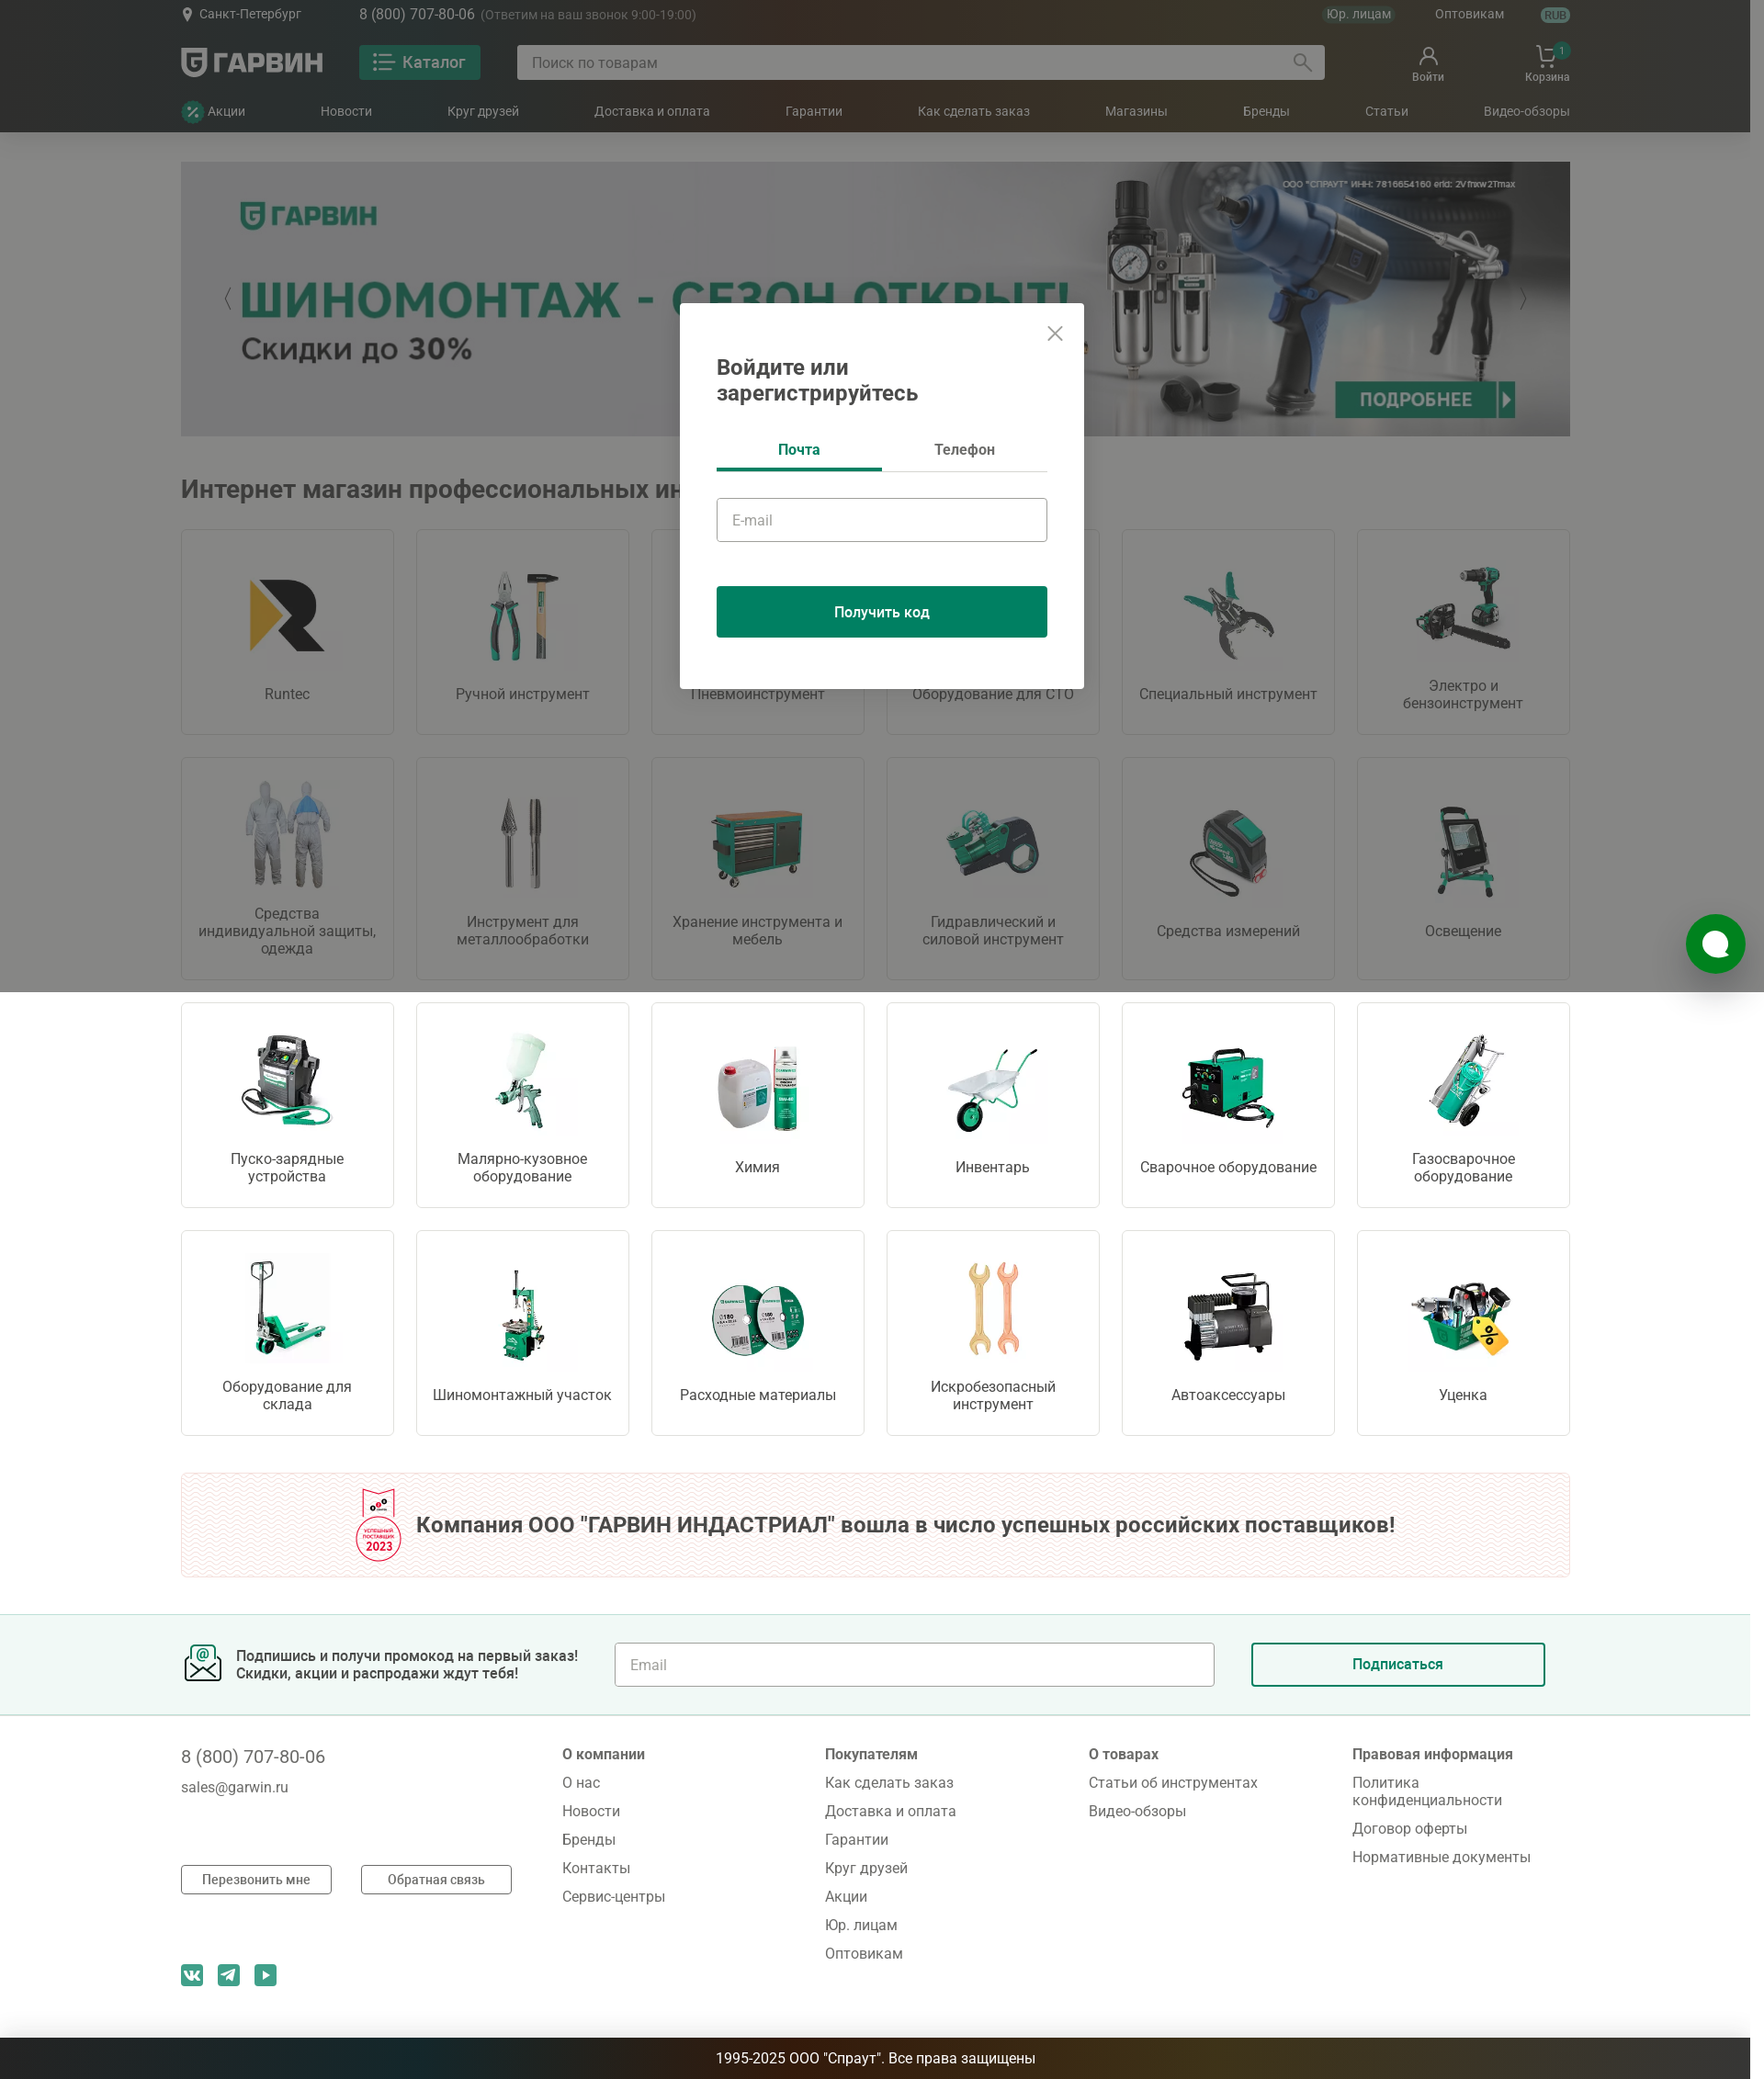 Санкт-Петербург
8 (800) 707-80-06 (Ответим на ваш звонок 9:00-19:00)
Юр. лицам
Оптовикам
RUB
ГАРВИН
Каталог
Поиск по товарам
Войти
1
Корзина
Акции
Новости
Круг друзей
Доставка и оплата
Гарантии
Как сделать заказ
Магазины
Бренды
Статьи
Видео-обзоры
ООО "СПРАУТ" ИНН: 7816654160 erid: 2Vfnxw2Tmax
ГАРВИН
ШИНОМОНТАЖ - СЕЗОН ОТКРЫТ!
Скидки до 30%
ПОДРОБНЕЕ
Войдите или
зарегистрируйтесь
Почта
Телефон
E-mail
Получить код
Интернет магазин профессиональных ин
Runtec
Ручной инструмент
Пневмоинструмент
Оборудование для СТО
Специальный инструмент
Электро и
бензоинструмент
Средства
индивидуальной защиты,
одежда
Инструмент для
металлообработки
Хранение инструмента и
мебель
Гидравлический и
силовой инструмент
Средства измерений
Освещение
Пуско-зарядные
устройства
Малярно-кузовное
оборудование
Химия
Инвентарь
Сварочное оборудование
Газосварочное
оборудование
Оборудование для
склада
Шиномонтажный участок
Расходные материалы
Искробезопасный
инструмент
Автоаксессуары
Уценка
УСПЕШНЫЙ
ПОСТАВЩИК
2023
Компания ООО "ГАРВИН ИНДАСТРИАЛ" вошла в число успешных российских поставщиков!
Подпишись и получи промокод на первый заказ!
Скидки, акции и распродажи ждут тебя!
Email
Подписаться
8 (800) 707-80-06
sales@garwin.ru
Перезвонить мне
Обратная связь
О компании
О нас
Новости
Бренды
Контакты
Сервис-центры
Покупателям
Как сделать заказ
Доставка и оплата
Гарантии
Круг друзей
Акции
Юр. лицам
Оптовикам
О товарах
Статьи об инструментах
Видео-обзоры
Правовая информация
Политика
конфиденциальности
Договор оферты
Нормативные документы
1995-2025 ООО "Спраут". Все права защищены